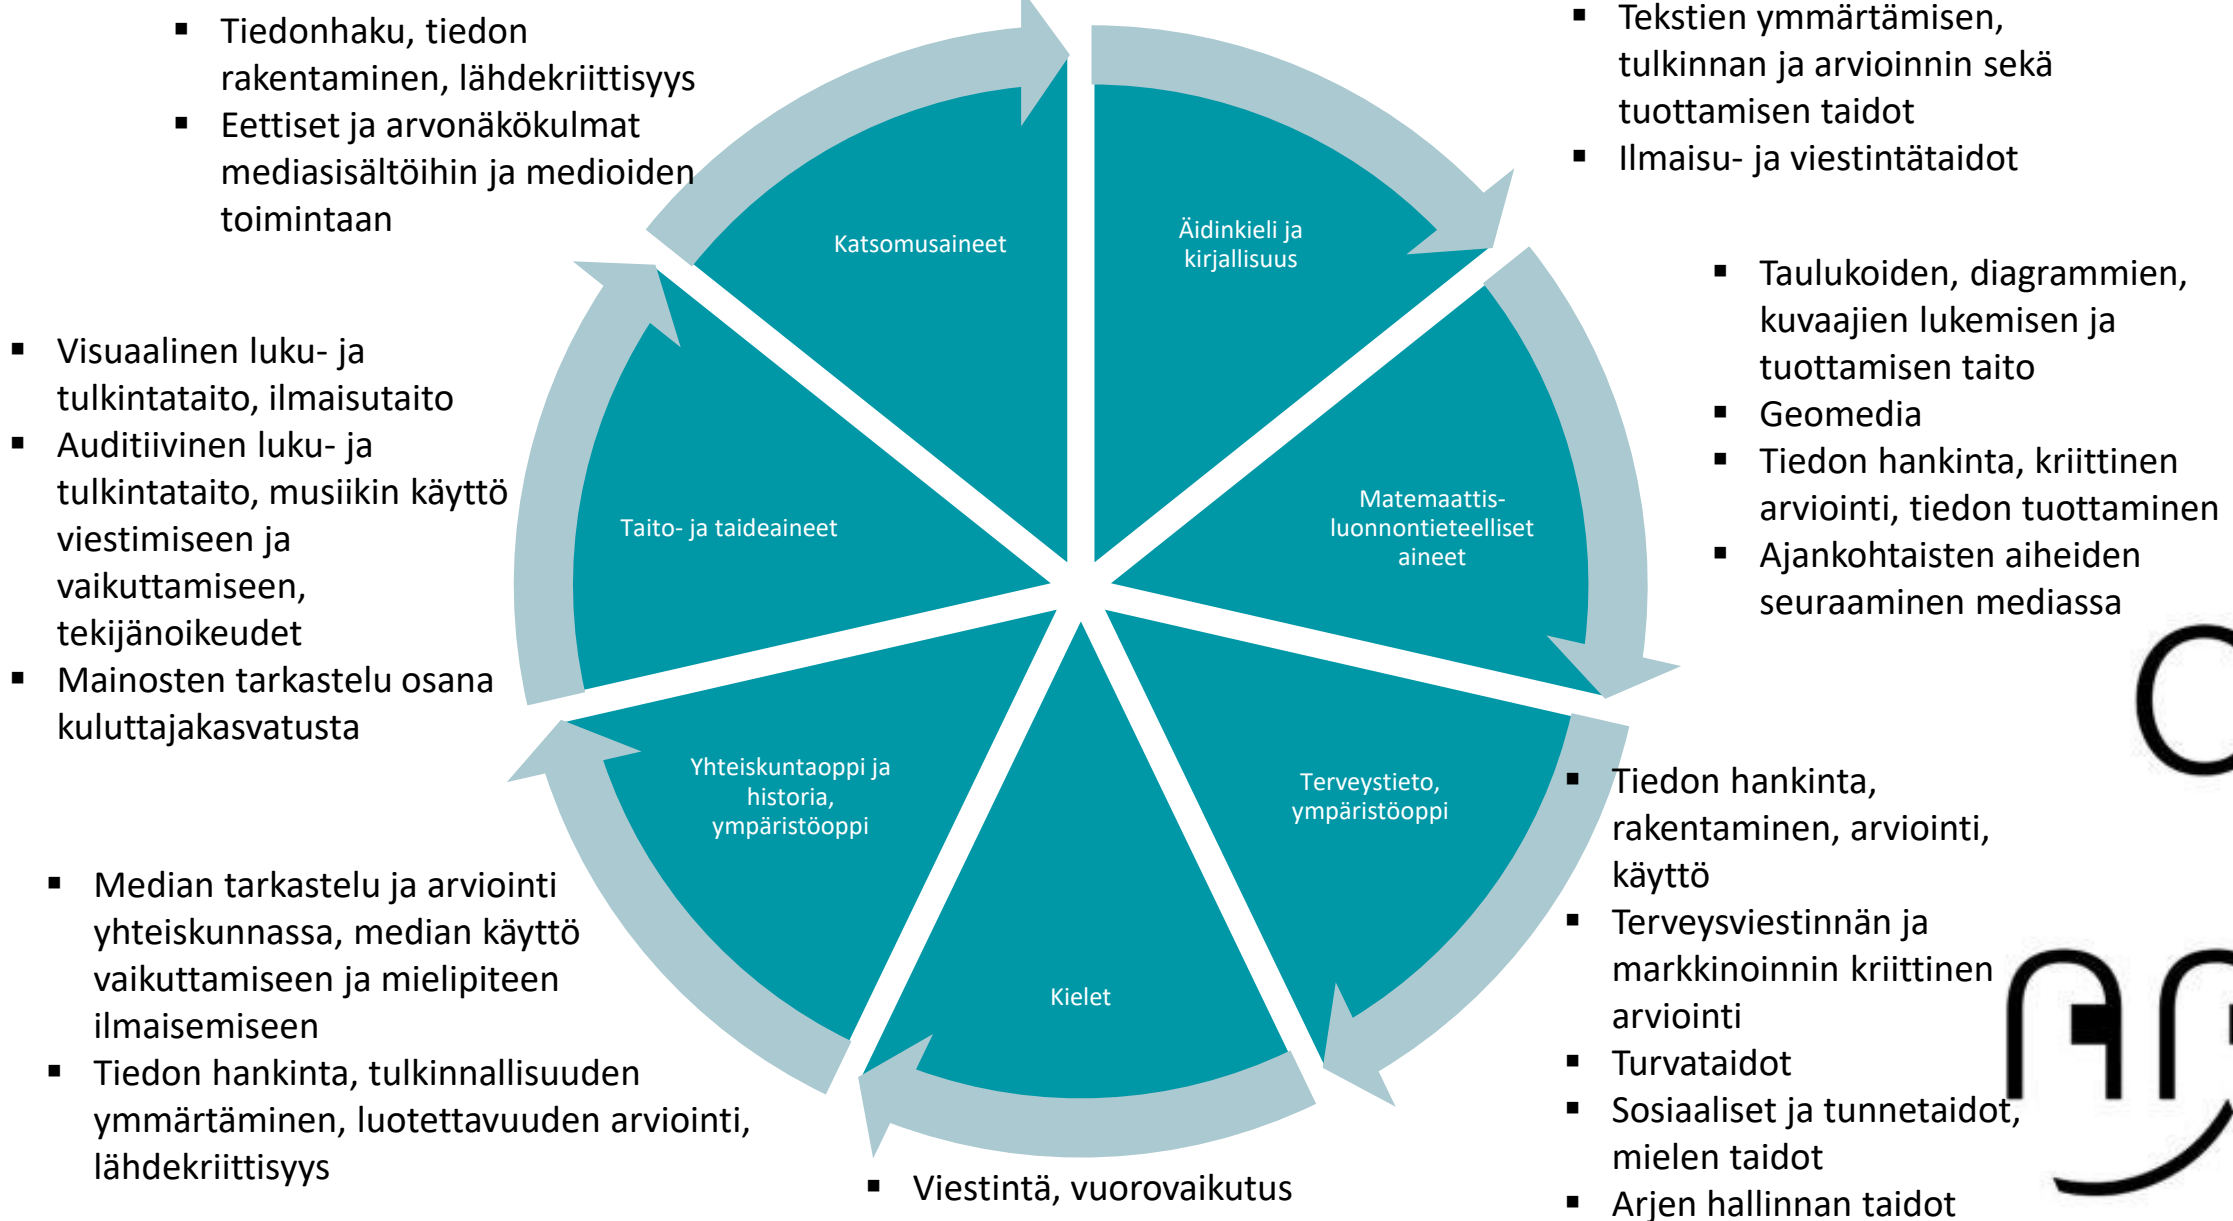 ▪ Tiedonhaku, tiedon
rakentaminen, lähdekriittisyys
▪ Eettiset ja arvonäkökulmat
mediasisältöihin ja medioiden
toimintaan
▪ Tekstien ymmärtämisen,
tulkinnan ja arvioinnin sekä
tuottamisen taidot
▪ Ilmaisu- ja viestintätaidot
Katsomusaineet
Äidinkieli ja
kirjallisuus
▪ Taulukoiden, diagrammien,
kuvaajien lukemisen ja
tuottamisen taito
▪ Geomedia
▪ Tiedon hankinta, kriittinen
arviointi, tiedon tuottaminen
▪ Ajankohtaisten aiheiden
seuraaminen mediassa
▪ Visuaalinen luku- ja
tulkintataito, ilmaisutaito
▪ Auditiivinen luku- ja
tulkintataito, musiikin käyttö
viestimiseen ja
vaikuttamiseen,
tekijänoikeudet
▪ Mainosten tarkastelu osana
kuluttajakasvatusta
Taito- ja taideaineet
Matemaattis-
luonnontieteelliset
aineet
Yhteiskuntaoppi ja
historia,
ympäristöoppi
Terveystieto,
ympäristöoppi
Kielet
▪ Tiedon hankinta,
rakentaminen, arviointi,
käyttö
▪ Terveysviestinnän ja
markkinoinnin kriittinen
arviointi
▪ Turvataidot
▪ Sosiaaliset ja tunnetaidot,
mielen taidot
▪ Arjen hallinnan taidot
▪ Median tarkastelu ja arviointi
yhteiskunnassa, median käyttö
vaikuttamiseen ja mielipiteen
ilmaisemiseen
▪ Tiedon hankinta, tulkinnallisuuden
ymmärtäminen, luotettavuuden arviointi,
lähdekriittisyys
▪ Viestintä, vuorovaikutus